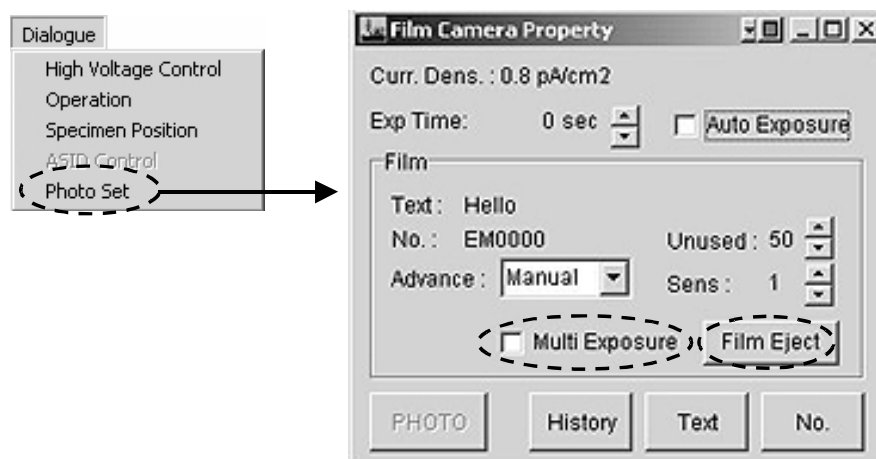 Dialogue
High Voltage Control
Operation
Specimen Position
ASID Control
Photo Set
Film Camera Property
Curr. Dens. : 0.8 pA/cm2
Exp Time: 0 sec Auto Exposure
Film
Text : Hello
No. : EM0000 Unused : 50
Advance : Manual Sens : 1
Multi Exposure Film Eject
PHOTO History Text No.